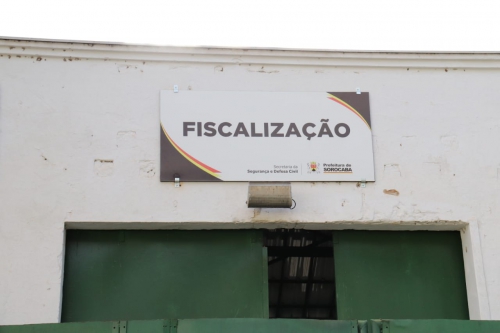 FISCALIZAÇÃO
Secretaria de
Segurança e Defesa Civil
Prefeitura de
SOROCABA